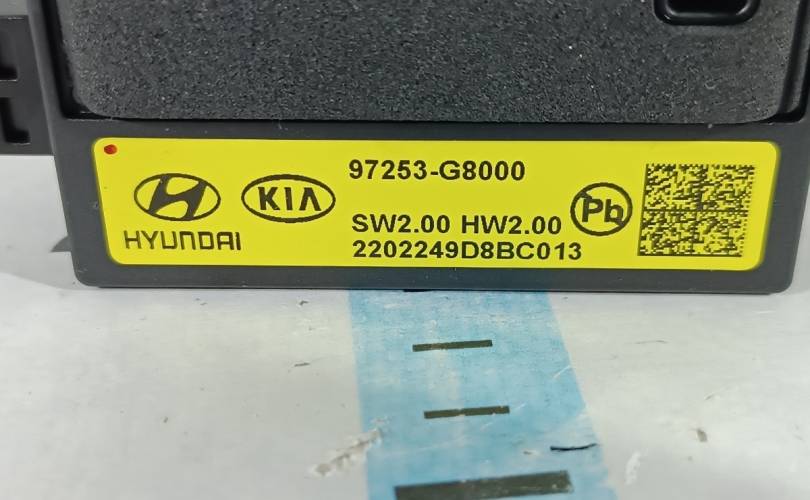 97253-G8000
HYUNDAI
KIA
SW2.00 HW2.00
Pb
2202249D8BC013